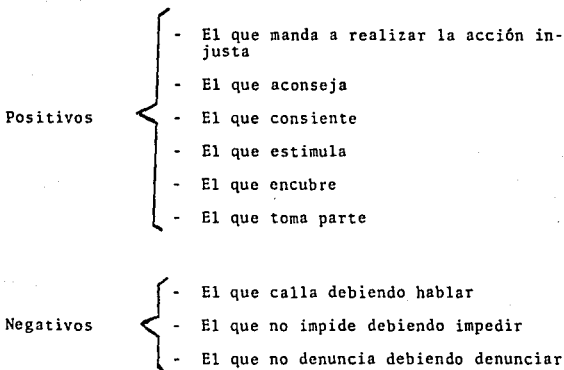 - El que manda a realizar la acción in-
justa
- El que aconseja
Positivos - El que consiente
- El que estimula
- El que encubre
- El que toma parte
- El que calla debiendo hablar
Negativos - El que no impide debiendo impedir
- El que no denuncia debiendo denunciar